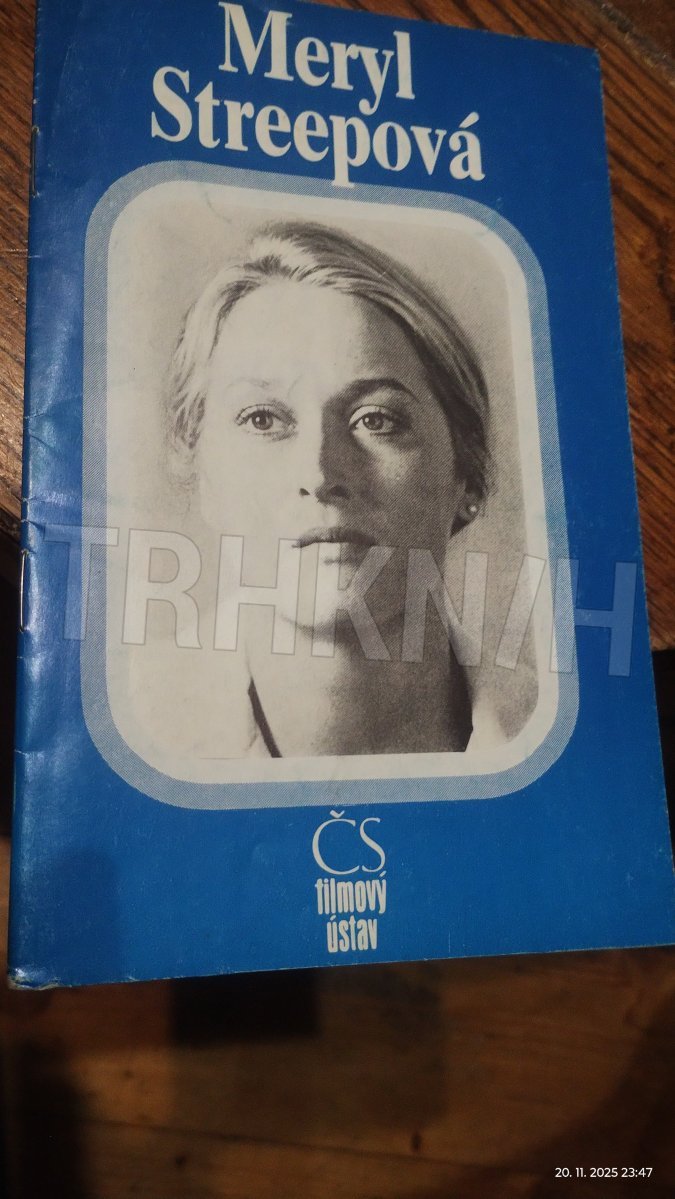 Meryl
Streepová
TRHKNIH
ČS
filmový
ústav
20. 11. 2025 23:47